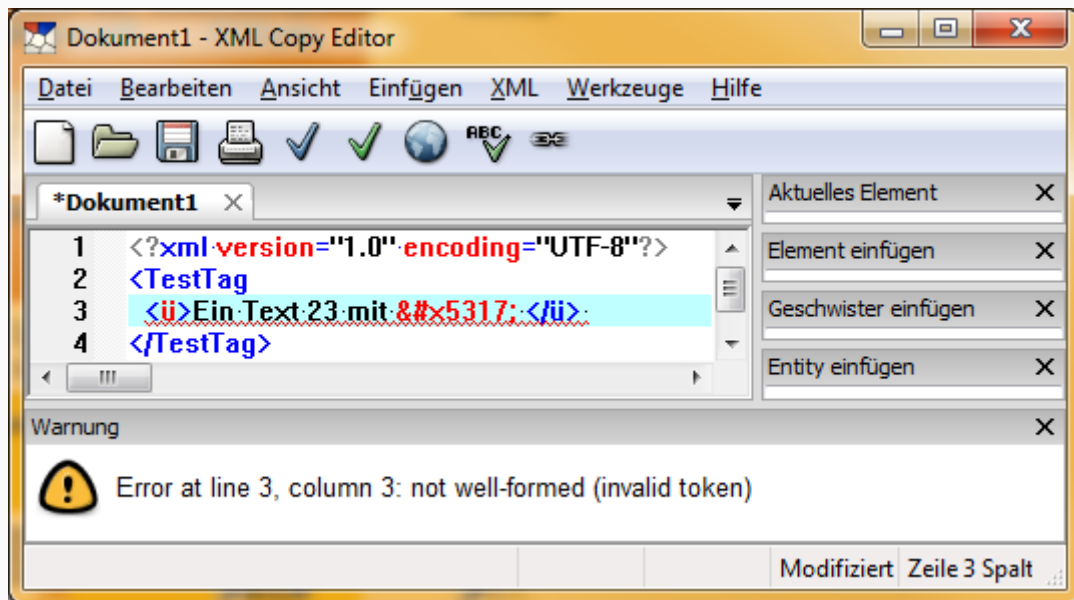 Dokument1 - XML Copy Editor
Datei Bearbeiten Ansicht Einfügen XML Werkzeuge Hilfe
ABC
*Dokument1
Aktuelles Element
1 <?xml·version="1.0"·encoding="UTF-8"?>
Element einfügen
2 <TestTag
3 <ü>Ein·Text·23·mit·&#x5317;·</ü>·
Geschwister einfügen
4 </TestTag>
Entity einfügen
Warnung
Error at line 3, column 3: not well-formed (invalid token)
Modifiziert Zeile 3 Spalt